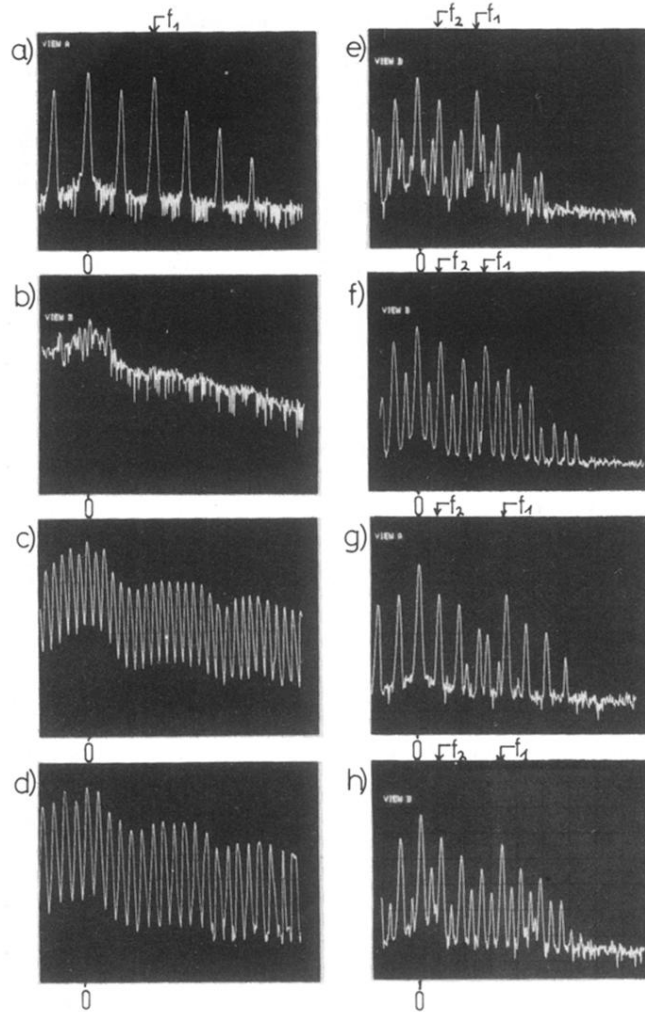 f₁
a) VIEW A
0
b) VIEW B
0
c)
0
d)
0
f₂ f₁
e) VIEW B
0
f₂ f₁
f) VIEW B
0
f₂ f₁
g) VIEW A
0
f₂ f₁
h) VIEW B
0